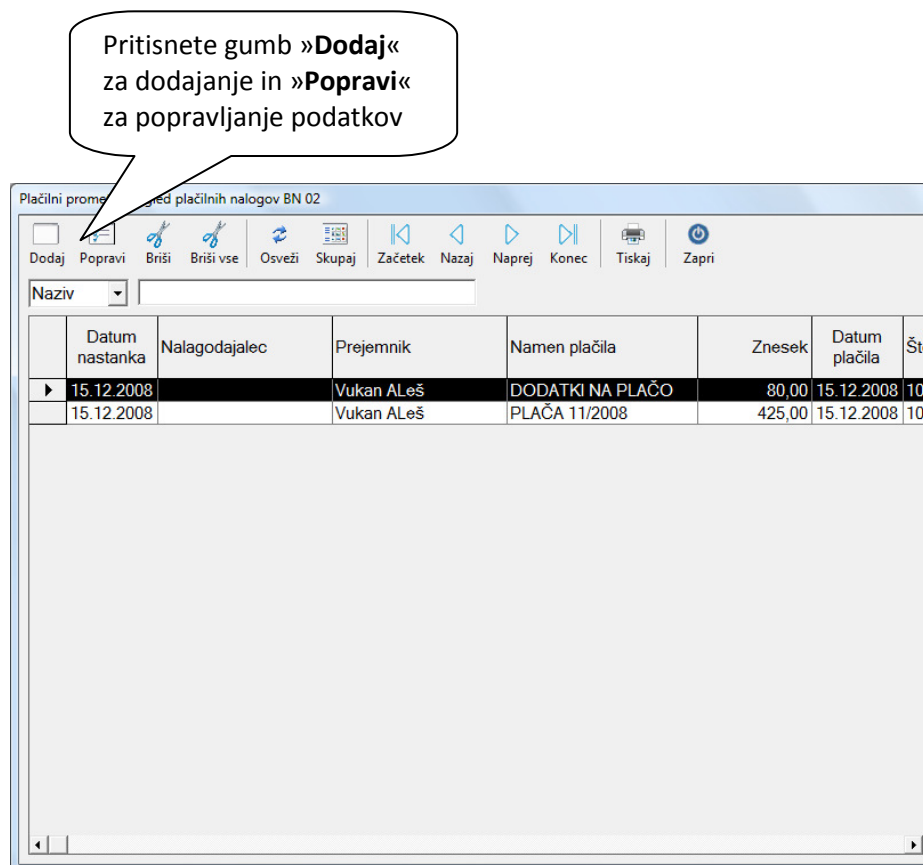 Pritisnete gumb »Dodaj«
za dodajanje in »Popravi«
za popravljanje podatkov
Plačilni plačilnih nalogov BN 02
Dodaj Popravi Briši Briši vse Osveži Skupaj Začetek Nazaj Naprej Konec Tiskaj Zapri
Naziv
Datum nastanka Nalagodajalec Prejemnik Namen plačila Znesek Datum plačila
15.12.2008 Vukan ALeš DODATKI NA PLAČO 80,00 15.12.2008 10
15.12.2008 Vukan ALeš PLAČA 11/2008 425,00 15.12.2008 10